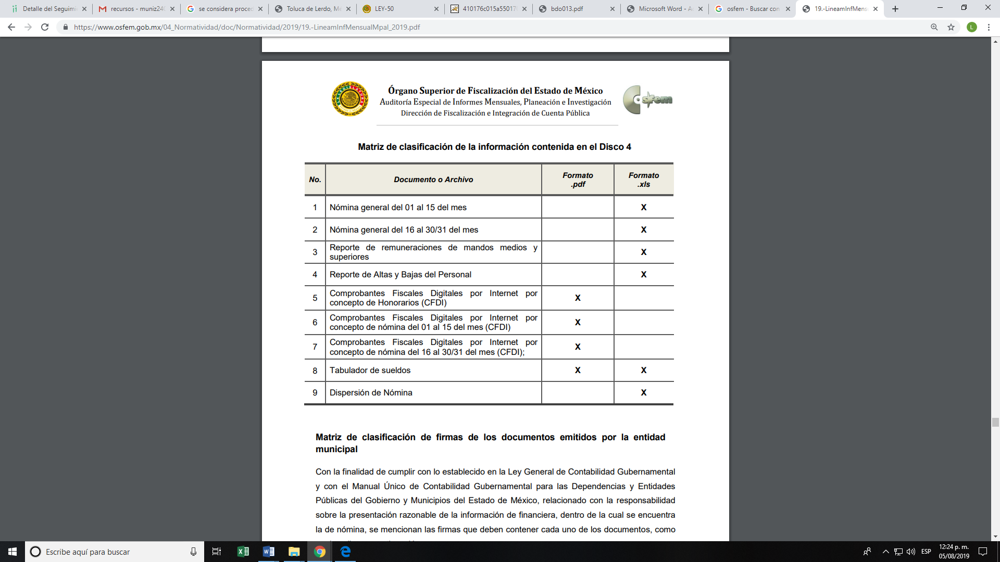 Detalle del Seguimi
recursos - muniz240
se considera proced
Toluca de Lerdo, Mé
LEY-50
410176c015a55017
bdo013.pdf
Microsoft Word - A
osfem - Buscar con
19.-LineamInfMensu
https://www.osfem.gob.mx/04_Normatividad/doc/Normatividad/2019/19.-LineamInfMensualMpal_2019.pdf
L
Órgano Superior de Fiscalización del Estado de México
Auditoría Especial de Informes Mensuales, Planeación e Investigación
Dirección de Fiscalización e Integración de Cuenta Pública
osfem
Matriz de clasificación de la información contenida en el Disco 4
No. Documento o Archivo Formato .pdf Formato .xls
1 Nómina general del 01 al 15 del mes X
2 Nómina general del 16 al 30/31 del mes X
3 Reporte de remuneraciones de mandos medios y
superiores X
4 Reporte de Altas y Bajas del Personal X
5 Comprobantes Fiscales Digitales por Internet por
concepto de Honorarios (CFDI) X
6 Comprobantes Fiscales Digitales por Internet por
concepto de nómina del 01 al 15 del mes (CFDI) X
7 Comprobantes Fiscales Digitales por Internet por
concepto de nómina del 16 al 30/31 del mes (CFDI); X
8 Tabulador de sueldos X X
9 Dispersión de Nómina X
Matriz de clasificación de firmas de los documentos emitidos por la entidad
municipal
Con la finalidad de cumplir con lo establecido en la Ley General de Contabilidad Gubernamental
y con el Manual Único de Contabilidad Gubernamental para las Dependencias y Entidades
Públicas del Gobierno y Municipios del Estado de México, relacionado con la responsabilidad
sobre la presentación razonable de la información de financiera, dentro de la cual se encuentra
la de nómina, se mencionan las firmas que deben contener cada uno de los documentos, como
Escribe aquí para buscar
ESP
12:24 p. m.
05/08/2019